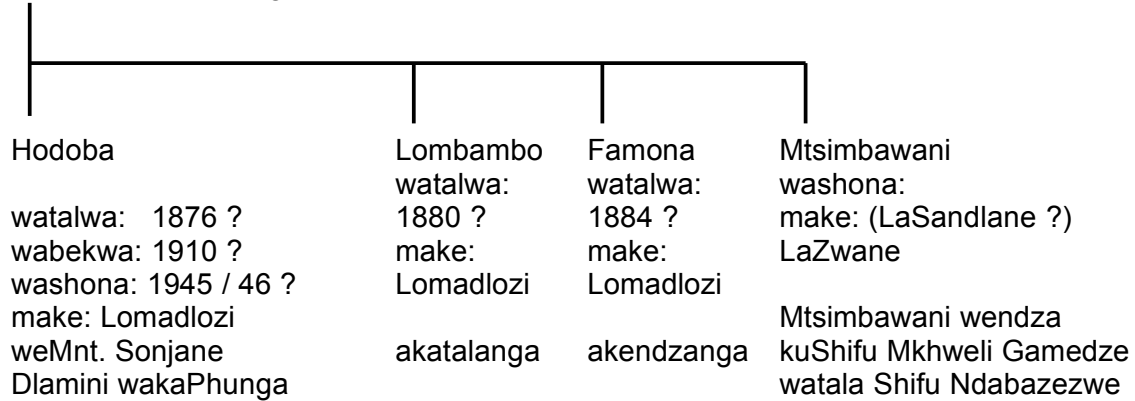 Hodoba
watalwa: 1876 ?
wabekwa: 1910 ?
washona: 1945 / 46 ?
make: Lomadlozi
weMnt. Sonjane
Dlamini wakaPhunga
Lombambo
watalwa:
1880 ?
make:
Lomadlozi
akatalanga
Famona
watalwa:
1884 ?
make:
Lomadlozi
akendzanga
Mtsimbawani
washona:
make: (LaSandlane ?)
LaZwane
Mtsimbawani wendza
kuShifu Mkhweli Gamedze
watala Shifu Ndabazezwe